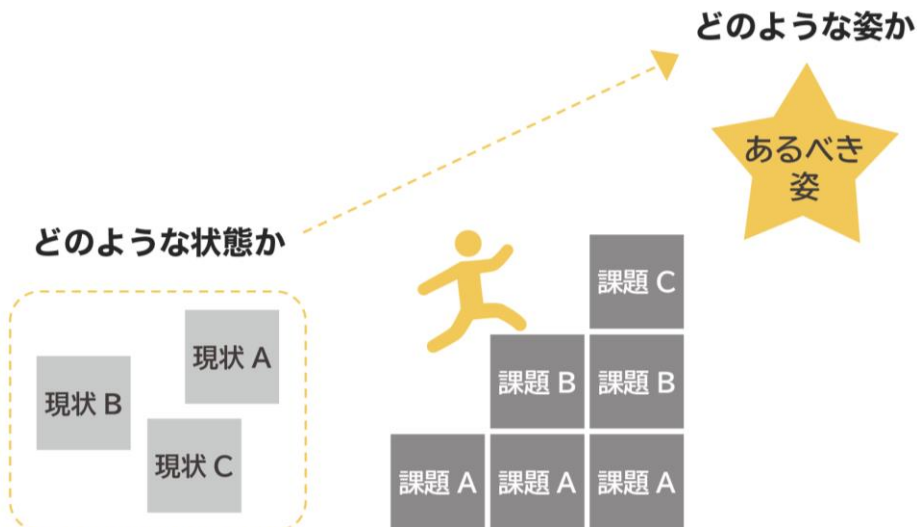 どのような姿か
あるべき
姿
どのような状態か
現状 A
現状 B
現状 C
課題 C
課題 B
課題 B
課題 A
課題 A
課題 A